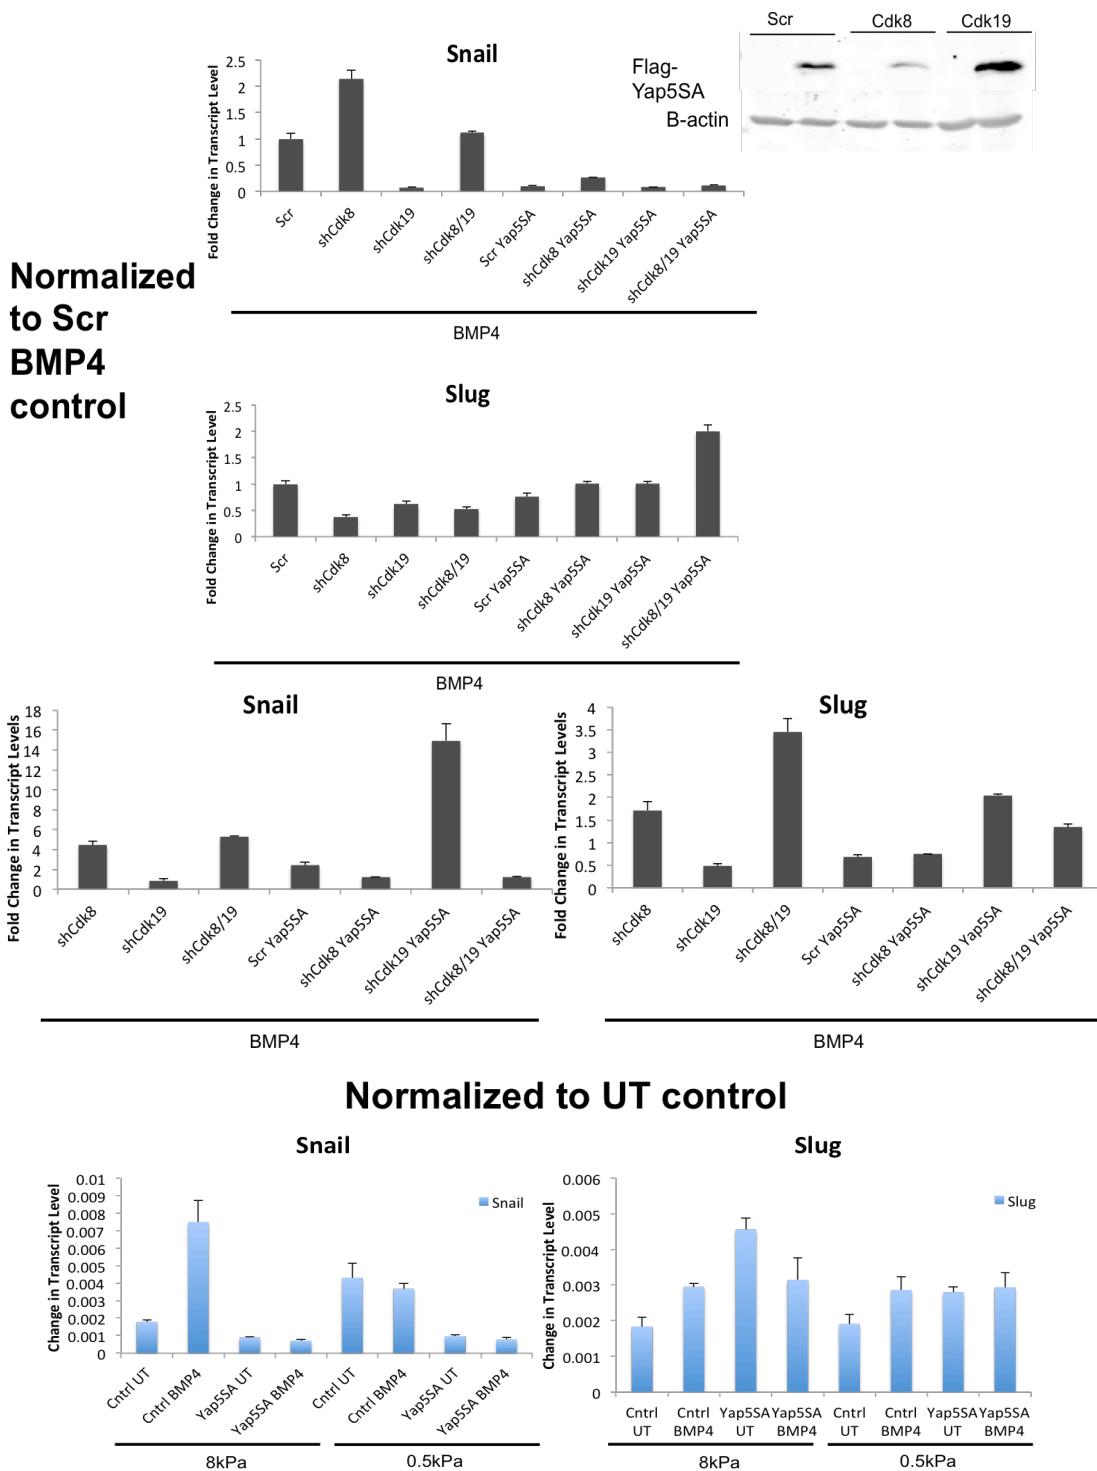 Scr Cdk8 Cdk19
Flag-
Yap5SA
B-actin
Snail
Fold Change in Transcript Level
2.5
2
1.5
1
0.5
0
Scr
shCdk8
shCdk19
shCdk8/19
Scr Yap5SA
shCdk8 Yap5SA
shCdk19 Yap5SA
shCdk8/19 Yap5SA
BMP4
Normalized
to Scr
BMP4
control
Slug
Fold Change in Transcript Level
2.5
2
1.5
1
0.5
0
Scr
shCdk8
shCdk19
shCdk8/19
Scr Yap5SA
shCdk8 Yap5SA
shCdk19 Yap5SA
shCdk8/19 Yap5SA
BMP4
Snail
Fold Change in Transcript Levels
18
16
14
12
10
8
6
4
2
0
shCdk8
shCdk19
shCdk8/19
Scr Yap5SA
shCdk8 Yap5SA
shCdk19 Yap5SA
shCdk8/19 Yap5SA
BMP4
Slug
Fold Change in Transcript Levels
4
3.5
3
2.5
2
1.5
1
0.5
0
shCdk8
shCdk19
shCdk8/19
Scr Yap5SA
shCdk8 Yap5SA
shCdk19 Yap5SA
shCdk8/19 Yap5SA
BMP4
Normalized to UT control
Snail
Change in Transcript Level
0.01
0.009
0.008
0.007
0.006
0.005
0.004
0.003
0.002
0.001
0
Snail
Cntrl UT
Cntrl BMP4
Yap5SA UT
Yap5SA BMP4
Cntrl UT
Cntrl BMP4
Yap5SA UT
Yap5SA BMP4
8kPa 0.5kPa
Slug
Change in Transcript Level
0.006
0.005
0.004
0.003
0.002
0.001
0
Slug
Cntrl Cntrl Yap5SA Yap5SA Cntrl Cntrl Yap5SA Yap5SA
UT BMP4 UT BMP4 UT BMP4 UT BMP4
8kPa 0.5kPa